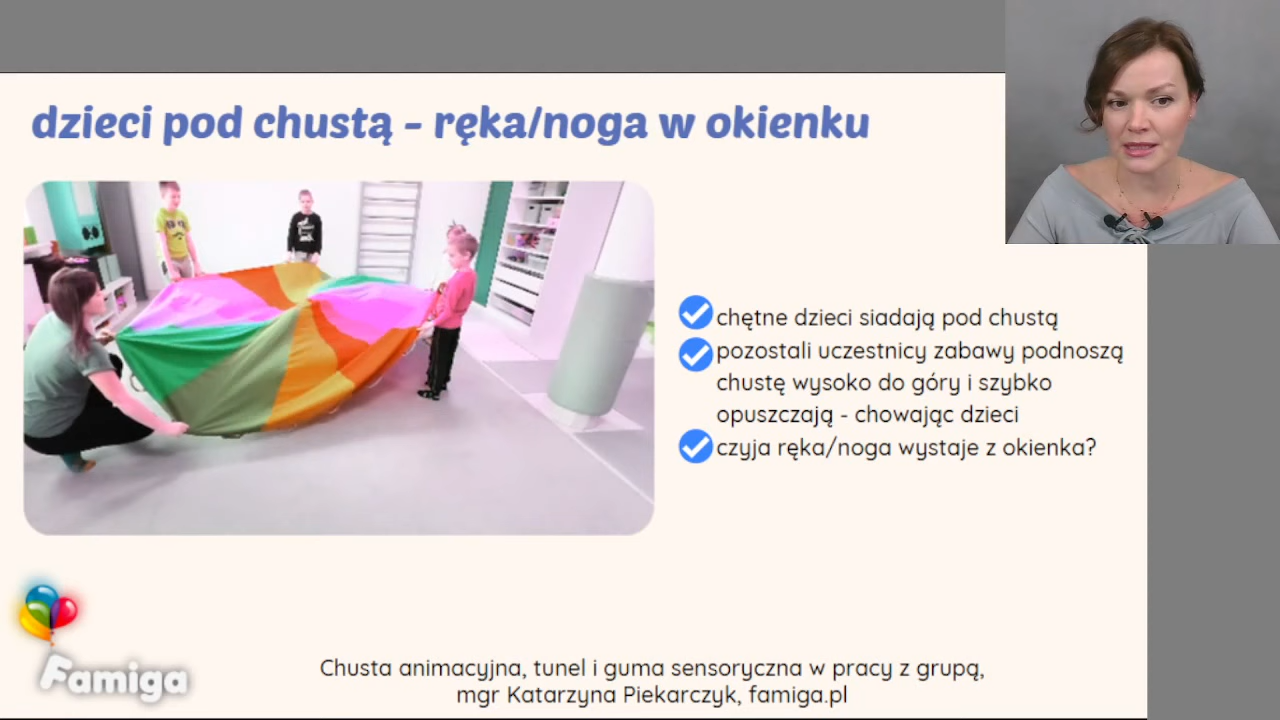 dzieci pod chustą - ręka/noga w okienku
chętne dzieci siadają pod chustą
pozostali uczestnicy zabawy podnoszą
chustę wysoko do góry i szybko
opuszczają - chowając dzieci
czyja ręka/noga wystaje z okienka?
Famiga
Chusta animacyjna, tunel i guma sensoryczna w pracy z grupą,
mgr Katarzyna Piekarczyk, famiga.pl